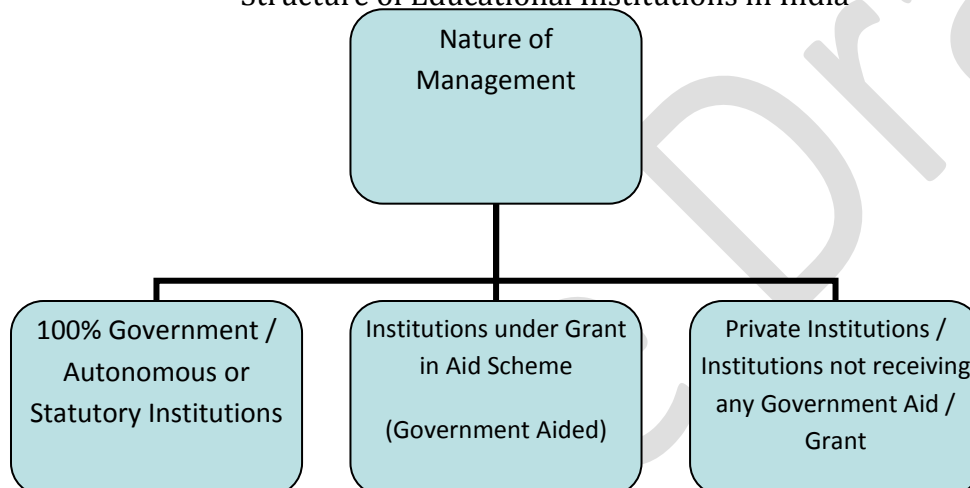 Structure of Educational Institutions in India
Nature of
Management
100% Government /
Autonomous or
Statutory Institutions
Institutions under Grant
in Aid Scheme
(Government Aided)
Private Institutions /
Institutions not receiving
any Government Aid /
Grant